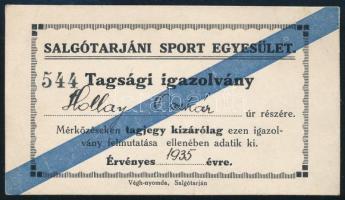 SALGÓTARJÁNI SPORT EGYESÜLET.
544 Tagsági igazolvány
Hollay Oszkár úr részére.
Mérkőzéseken tagjegy kizárólag ezen igazol-
vány felmutatása ellenében adatik ki.
Érvényes 1935 évre.
Végh-nyomda, Salgótarján